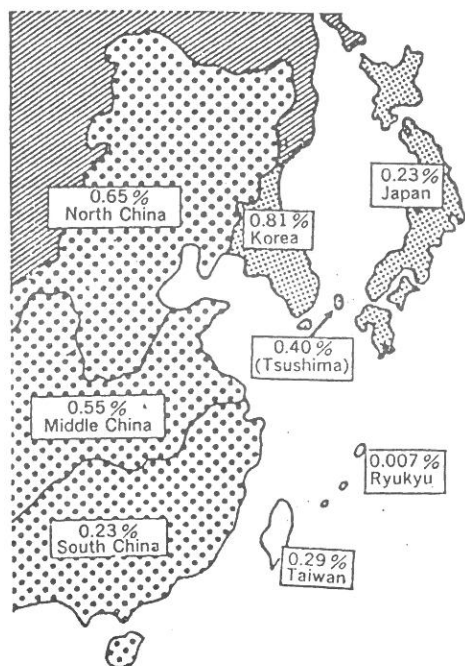 0.65%
North China
0.81%
Korea
0.23%
Japan
0.40%
(Tsushima)
0.55%
Middle China
0.007%
Ryukyu
0.23%
South China
0.29%
Taiwan